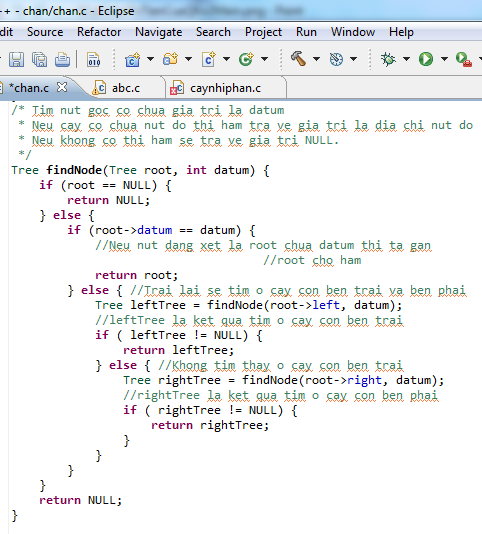 ++ - chan/chan.c - Eclipse
dit Source Refactor Navigate Search Project Run Window Help
*chan.c abc.c caynhiphan.c
/* Tim nut goc co chua gia tri la datum
 * Neu cay co chua nut do thi ham tra ve gia tri la dia chi nut do
 * Neu khong co thi ham se tra ve gia tri NULL.
 */
Tree findNode(Tree root, int datum) {
    if (root == NULL) {
        return NULL;
    } else {
        if (root->datum == datum) {
            //Neu nut dang xet la root chua datum thi ta gan
                                    //root cho ham
            return root;
        } else { //Trai lai se tim o cay con ben trai va ben phai
            Tree leftTree = findNode(root->left, datum);
            //leftTree la ket qua tim o cay con ben trai
            if ( leftTree != NULL) {
                return leftTree;
            } else { //Khong tim thay o cay con ben trai
                Tree rightTree = findNode(root->right, datum);
                //rightTree la ket qua tim o cay con ben phai
                if ( rightTree != NULL) {
                    return rightTree;
                }
            }
        }
    }
    return NULL;
}